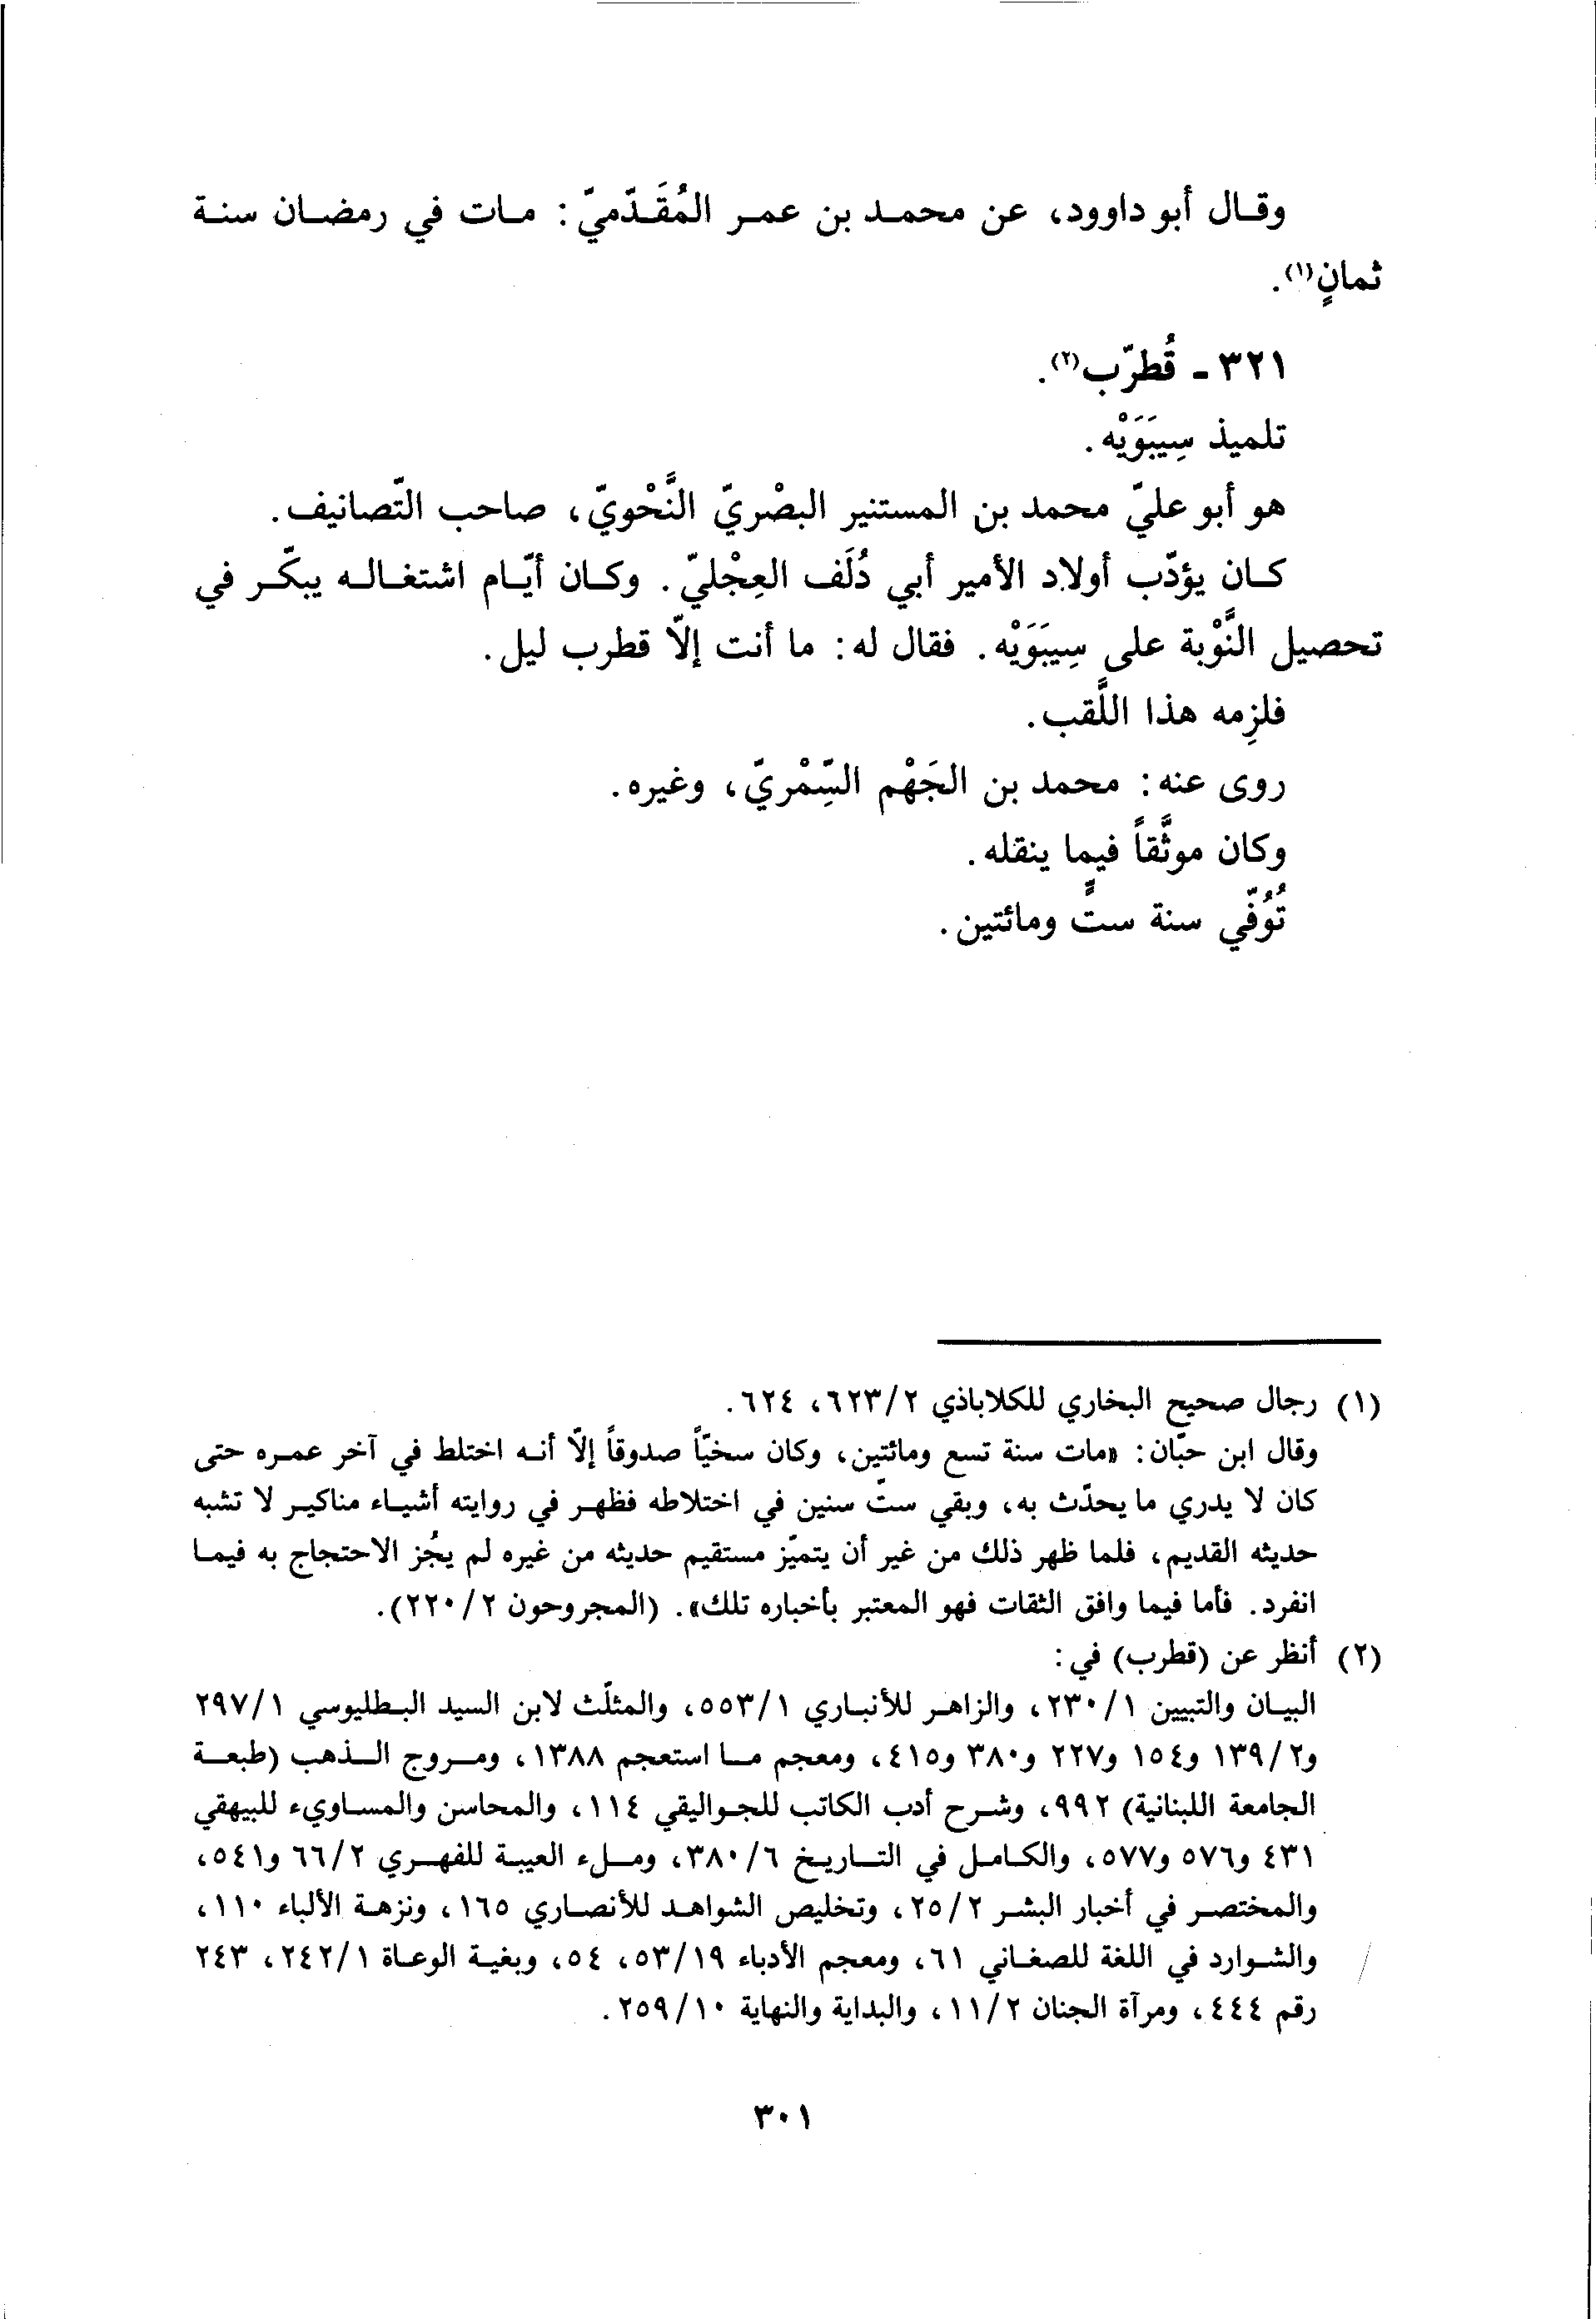 وقال أبو داوود، عن محمد بن عمر المُقَدّميّ: مات في رمضان سنة
ثمانٍ(١).
٣٢١ - قُطرّب(٢).
تلميذ سِيبَوَيْه.
هو أبو عليّ محمد بن المستنير البصْريّ النَّحْويّ، صاحب التّصانيف.
كان يؤدّب أولاد الأمير أبي دُلَف العِجْليّ. وكان أيّام اشتغاله يبكّر في
تحصيل النَّوْبة على سِيبَوَيْه. فقال له: ما أنت إلّا قطرب ليل.
فلزِمه هذا اللَّقب.
روى عنه: محمد بن الجَهْم السِّمْريّ، وغيره.
وكان موثَّقاً فيما ينقله.
تُوُفّي سنة ستٍّ ومائتين.
(١) رجال صحيح البخاري للكلاباذي ٦٢٣/٢، ٦٢٤.
وقال ابن حبّان: «مات سنة تسع ومائتين، وكان سخيّاً صدوقاً إلّا أنه اختلط في آخر عمره حتى
كان لا يدري ما يحدّث به، وبقي ستّ سنين في اختلاطه فظهر في روايته أشياء مناكير لا تشبه
حديثه القديم، فلما ظهر ذلك من غير أن يتميّز مستقيم حديثه من غيره لم يجُز الاحتجاج به فيما
انفرد. فأما فيما وافق الثقات فهو المعتبر بأخباره تلك». (المجروحون ٢٢٠/٢).
(٢) أنظر عن (قطرب) في:
البيان والتبيين ٢٣٠/١، والزاهر للأنباري ٥٥٣/١، والمثلّث لابن السيد البطليوسي ٢٩٧/١
و١٣٩/٢ و١٥٤ و٢٢٧ و٣٨٠ و٤١٥، ومعجم ما استعجم ١٣٨٨، ومروج الذهب (طبعة
الجامعة اللبنانية) ٩٩٢، وشرح أدب الكاتب للجواليقي ١١٤، والمحاسن والمساويء للبيهقي
٤٣١ و٥٧٦ و٥٧٧، والكامل في التاريخ ٣٨٠/٦، وملء العيبة للفهري ٦٦/٢ و٥٤١،
والمختصر في أخبار البشر ٢٥/٢، وتخليص الشواهد للأنصاري ١٦٥، ونزهة الألباء ١١٠،
والشوارد في اللغة للصغاني ٦١، ومعجم الأدباء ٥٣/١٩، ٥٤، وبغية الوعاة ٢٤٢/١، ٢٤٣
رقم ٤٤٤، ومرآة الجنان ١١/٢، والبداية والنهاية ٢٥٩/١٠.
٣٠١